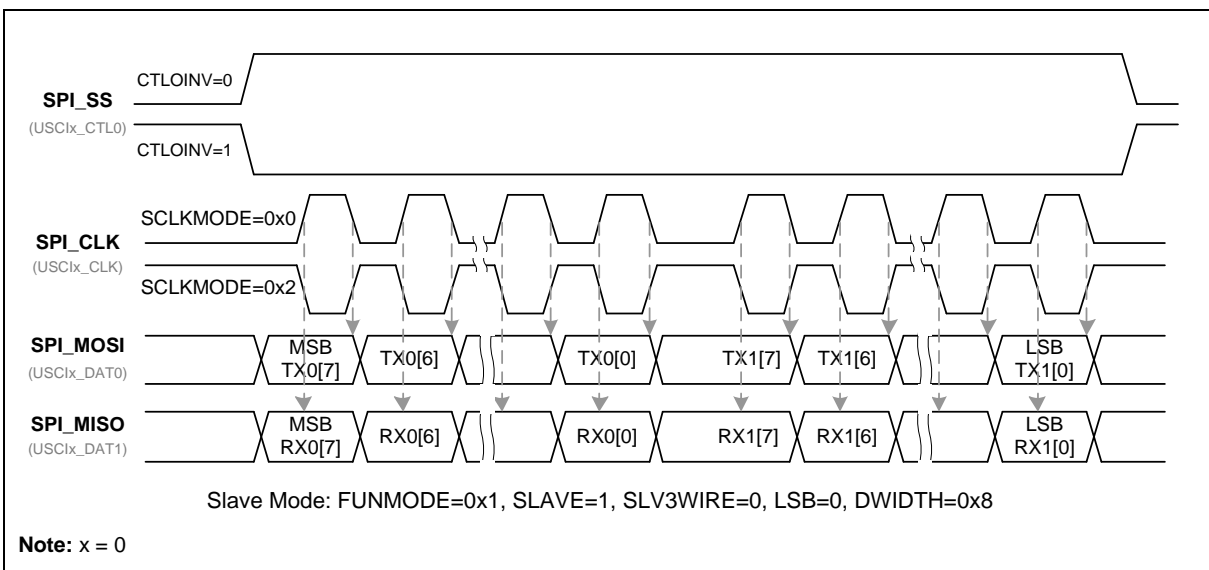 CTLOINV=0
SPI_SS
(USCIx_CTL0)
CTLOINV=1
SCLKMODE=0x0
SPI_CLK
(USCIx_CLK)
SCLKMODE=0x2
SPI_MOSI
(USCIx_DAT0)
MSB
TX0[7]
TX0[6]
TX0[0]
TX1[7]
TX1[6]
LSB
TX1[0]
SPI_MISO
(USCIx_DAT1)
MSB
RX0[7]
RX0[6]
RX0[0]
RX1[7]
RX1[6]
LSB
RX1[0]
Slave Mode: FUNMODE=0x1, SLAVE=1, SLV3WIRE=0, LSB=0, DWIDTH=0x8
Note: x = 0